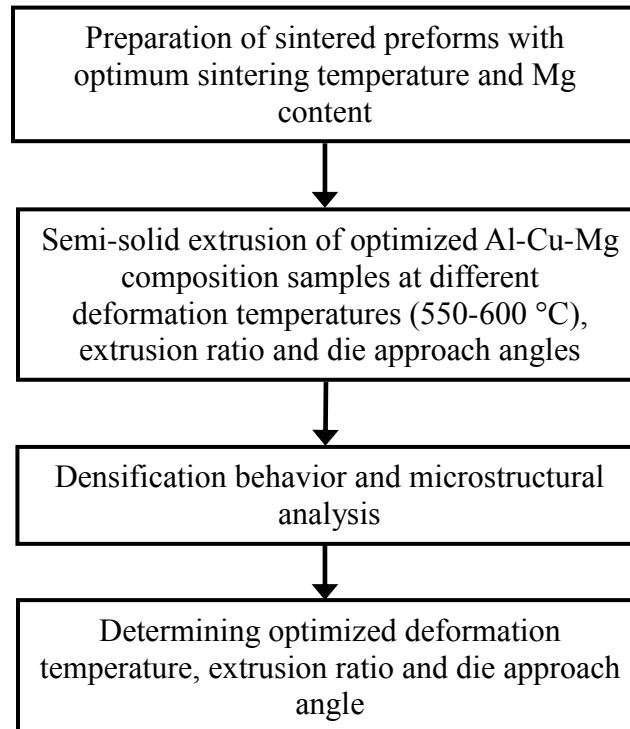 Preparation of sintered preforms with
optimum sintering temperature and Mg
content
Semi-solid extrusion of optimized Al-Cu-Mg
composition samples at different
deformation temperatures (550-600 °C),
extrusion ratio and die approach angles
Densification behavior and microstructural
analysis
Determining optimized deformation
temperature, extrusion ratio and die approach
angle